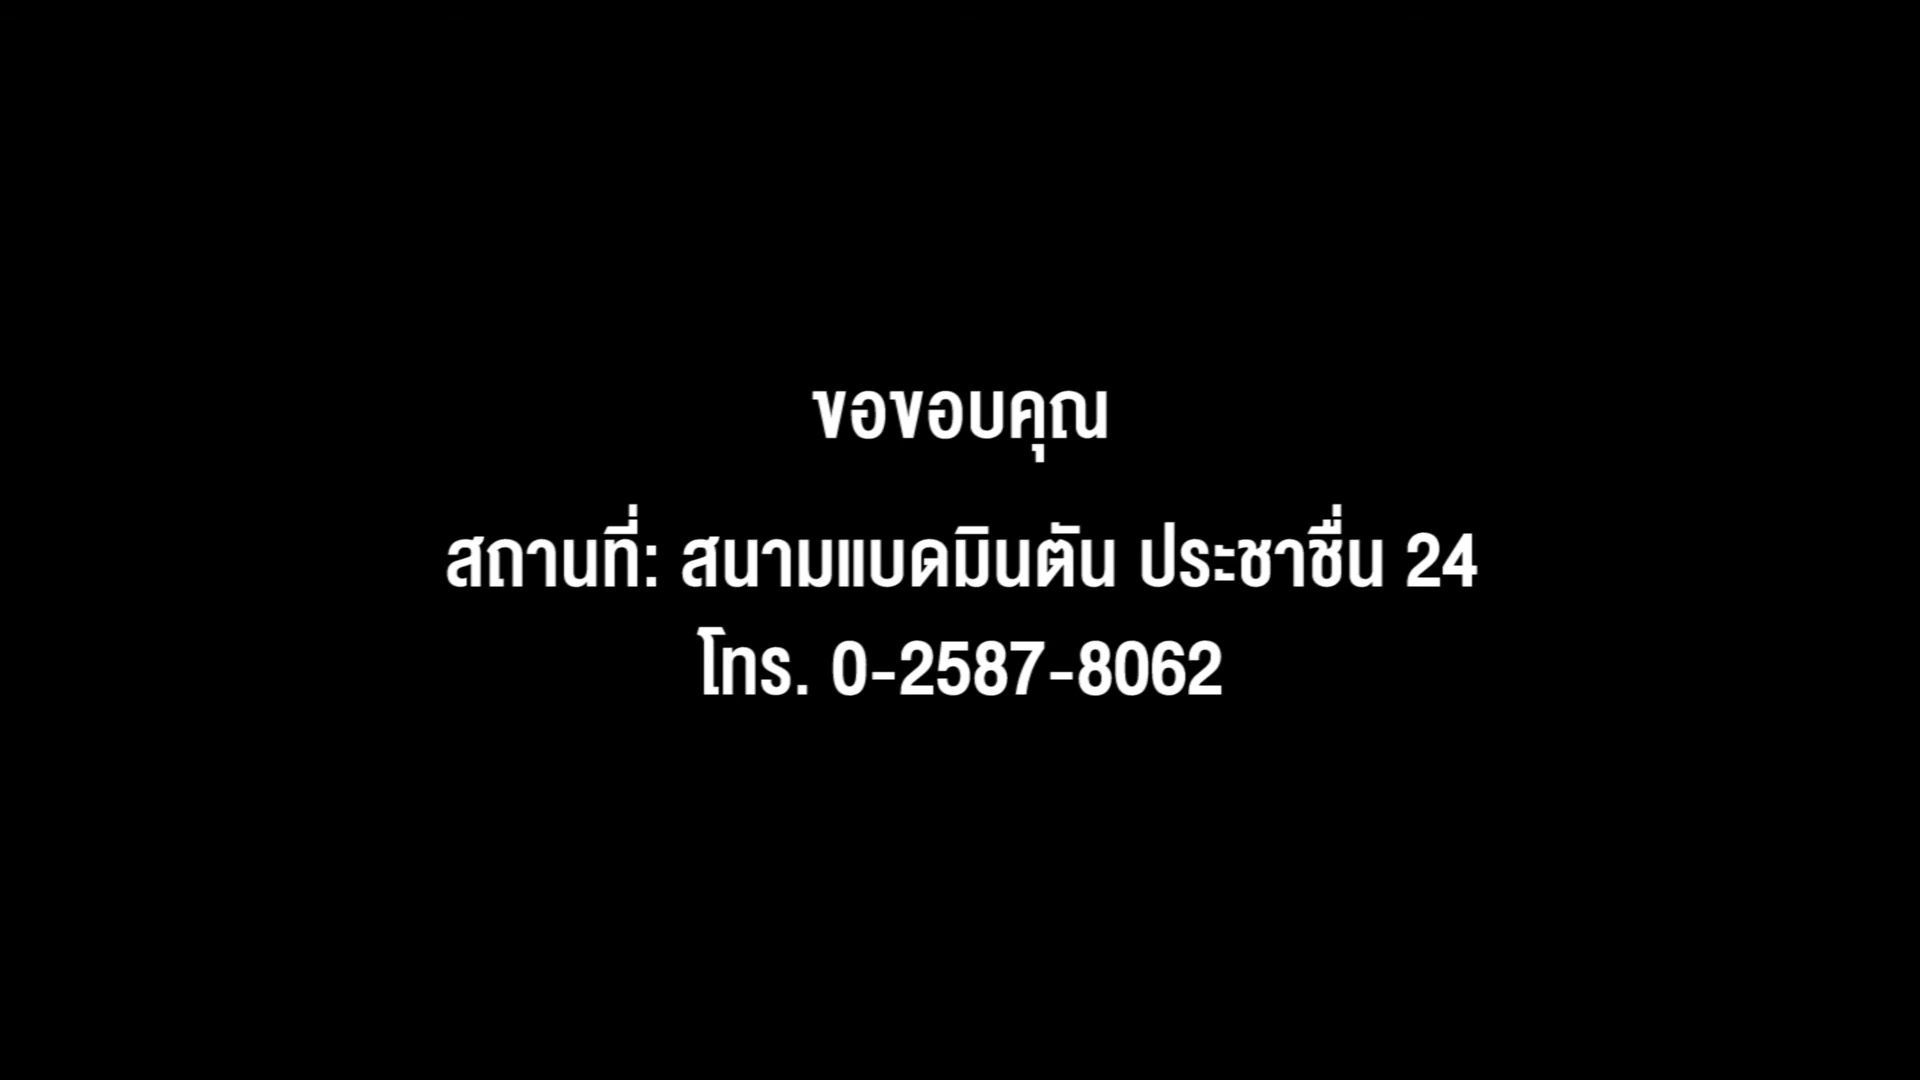 ขอขอบคุณ
สถานที่: สนามแบดมินตัน ประชาชื่น 24
โทร. 0-2587-8062